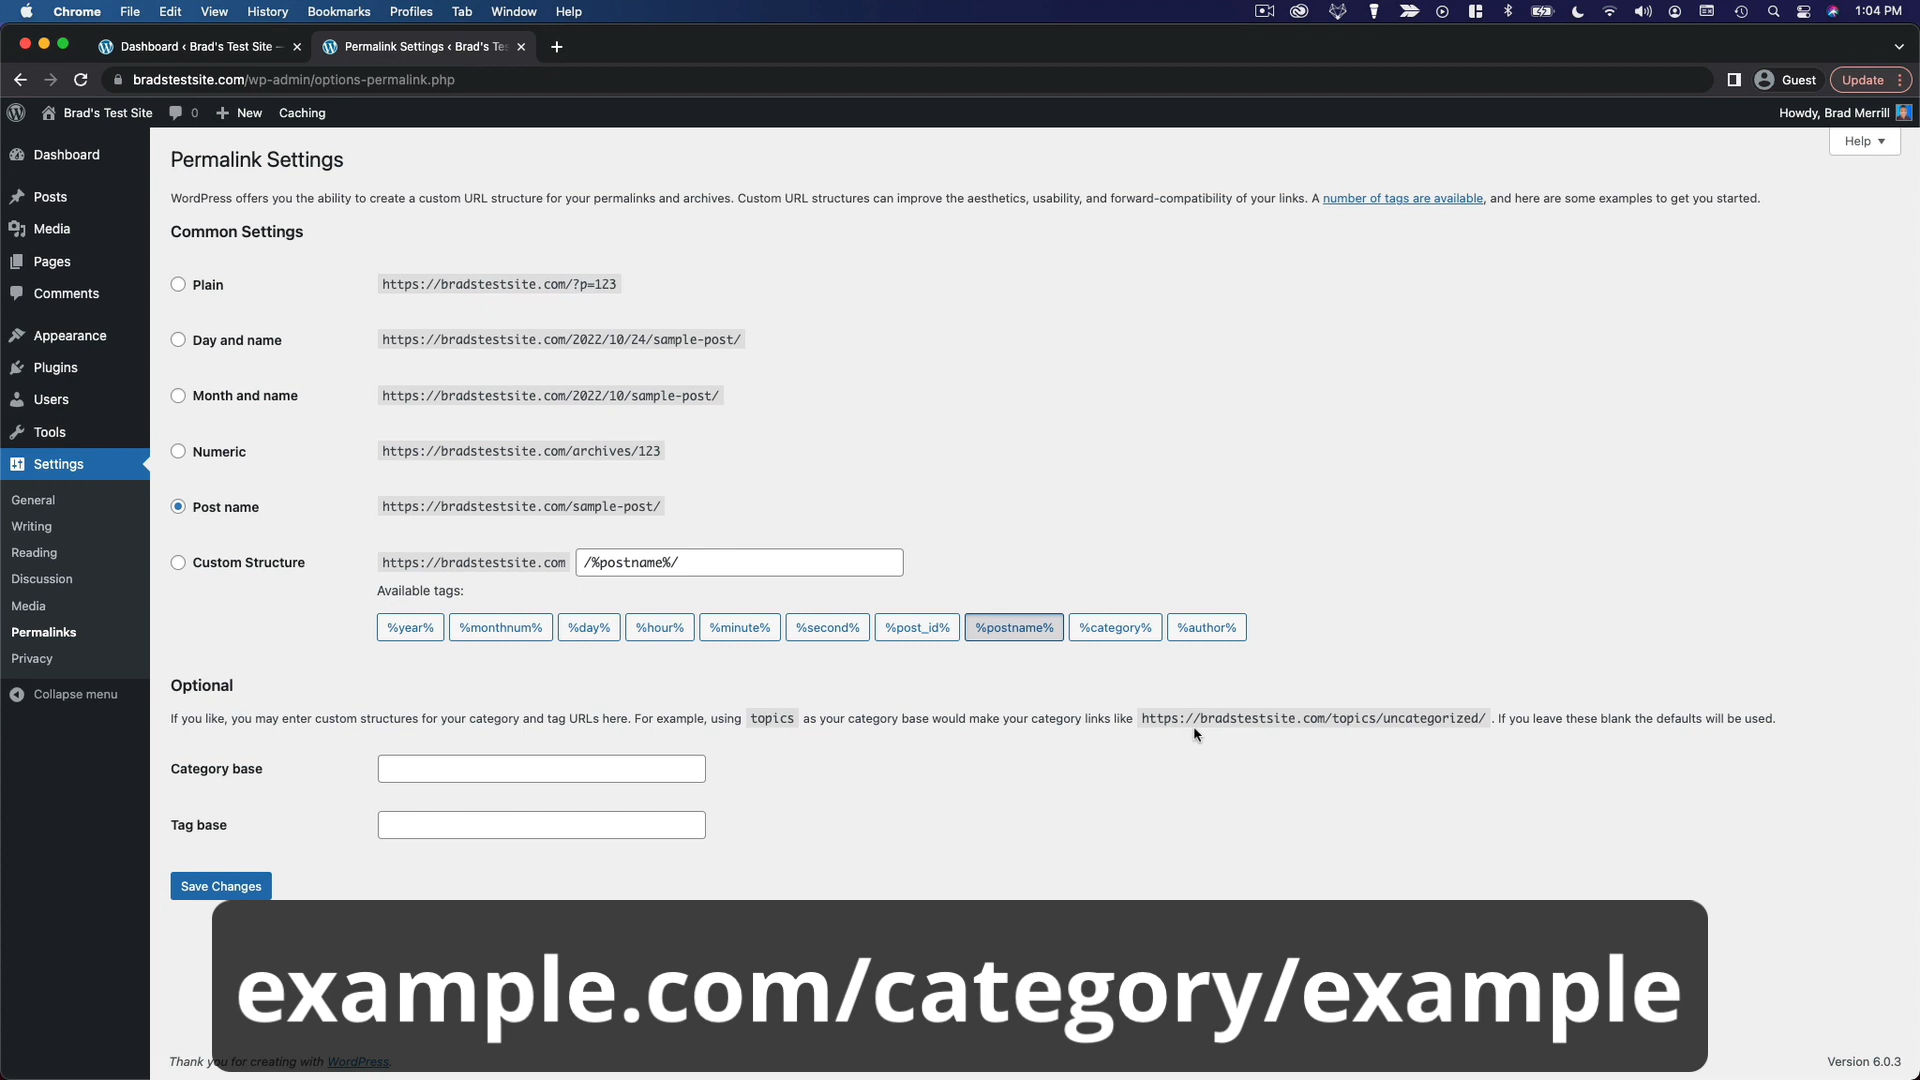 Chrome File Edit View History Bookmarks Profiles Tab Window Help 1:04 PM
Dashboard ‹ Brad's Test Site — Permalink Settings ‹ Brad's Te
bradstestsite.com/wp-admin/options-permalink.php Guest Update
Brad's Test Site 0 New Caching Howdy, Brad Merrill
Help
Dashboard
Posts
Media
Pages
Comments
Appearance
Plugins
Users
Tools
Settings
General
Writing
Reading
Discussion
Media
Permalinks
Privacy
Collapse menu
Permalink Settings
WordPress offers you the ability to create a custom URL structure for your permalinks and archives. Custom URL structures can improve the aesthetics, usability, and forward-compatibility of your links. A number of tags are available, and here are some examples to get you started.
Common Settings
Plain https://bradstestsite.com/?p=123
Day and name https://bradstestsite.com/2022/10/24/sample-post/
Month and name https://bradstestsite.com/2022/10/sample-post/
Numeric https://bradstestsite.com/archives/123
Post name https://bradstestsite.com/sample-post/
Custom Structure https://bradstestsite.com /%postname%/
Available tags:
%year% %monthnum% %day% %hour% %minute% %second% %post_id% %postname% %category% %author%
Optional
If you like, you may enter custom structures for your category and tag URLs here. For example, using topics as your category base would make your category links like https://bradstestsite.com/topics/uncategorized/ . If you leave these blank the defaults will be used.
Category base
Tag base
Save Changes
example.com/category/example
Thank you for creating with WordPress.
Version 6.0.3